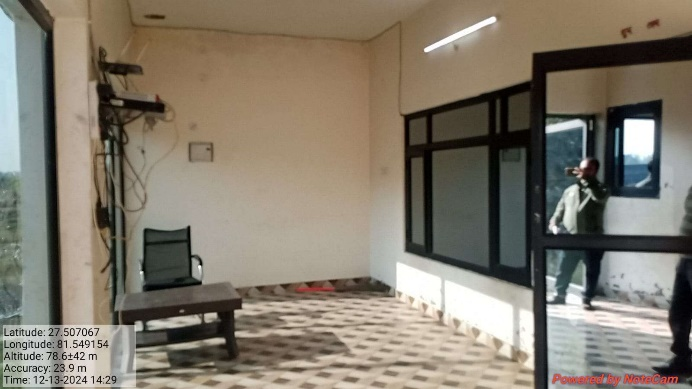 Latitude: 27.507067
Longitude: 81.549154
Altitude: 78.6±42 m
Accuracy: 23.9 m
Time: 12-13-2024 14:29
Powered by NoteCam